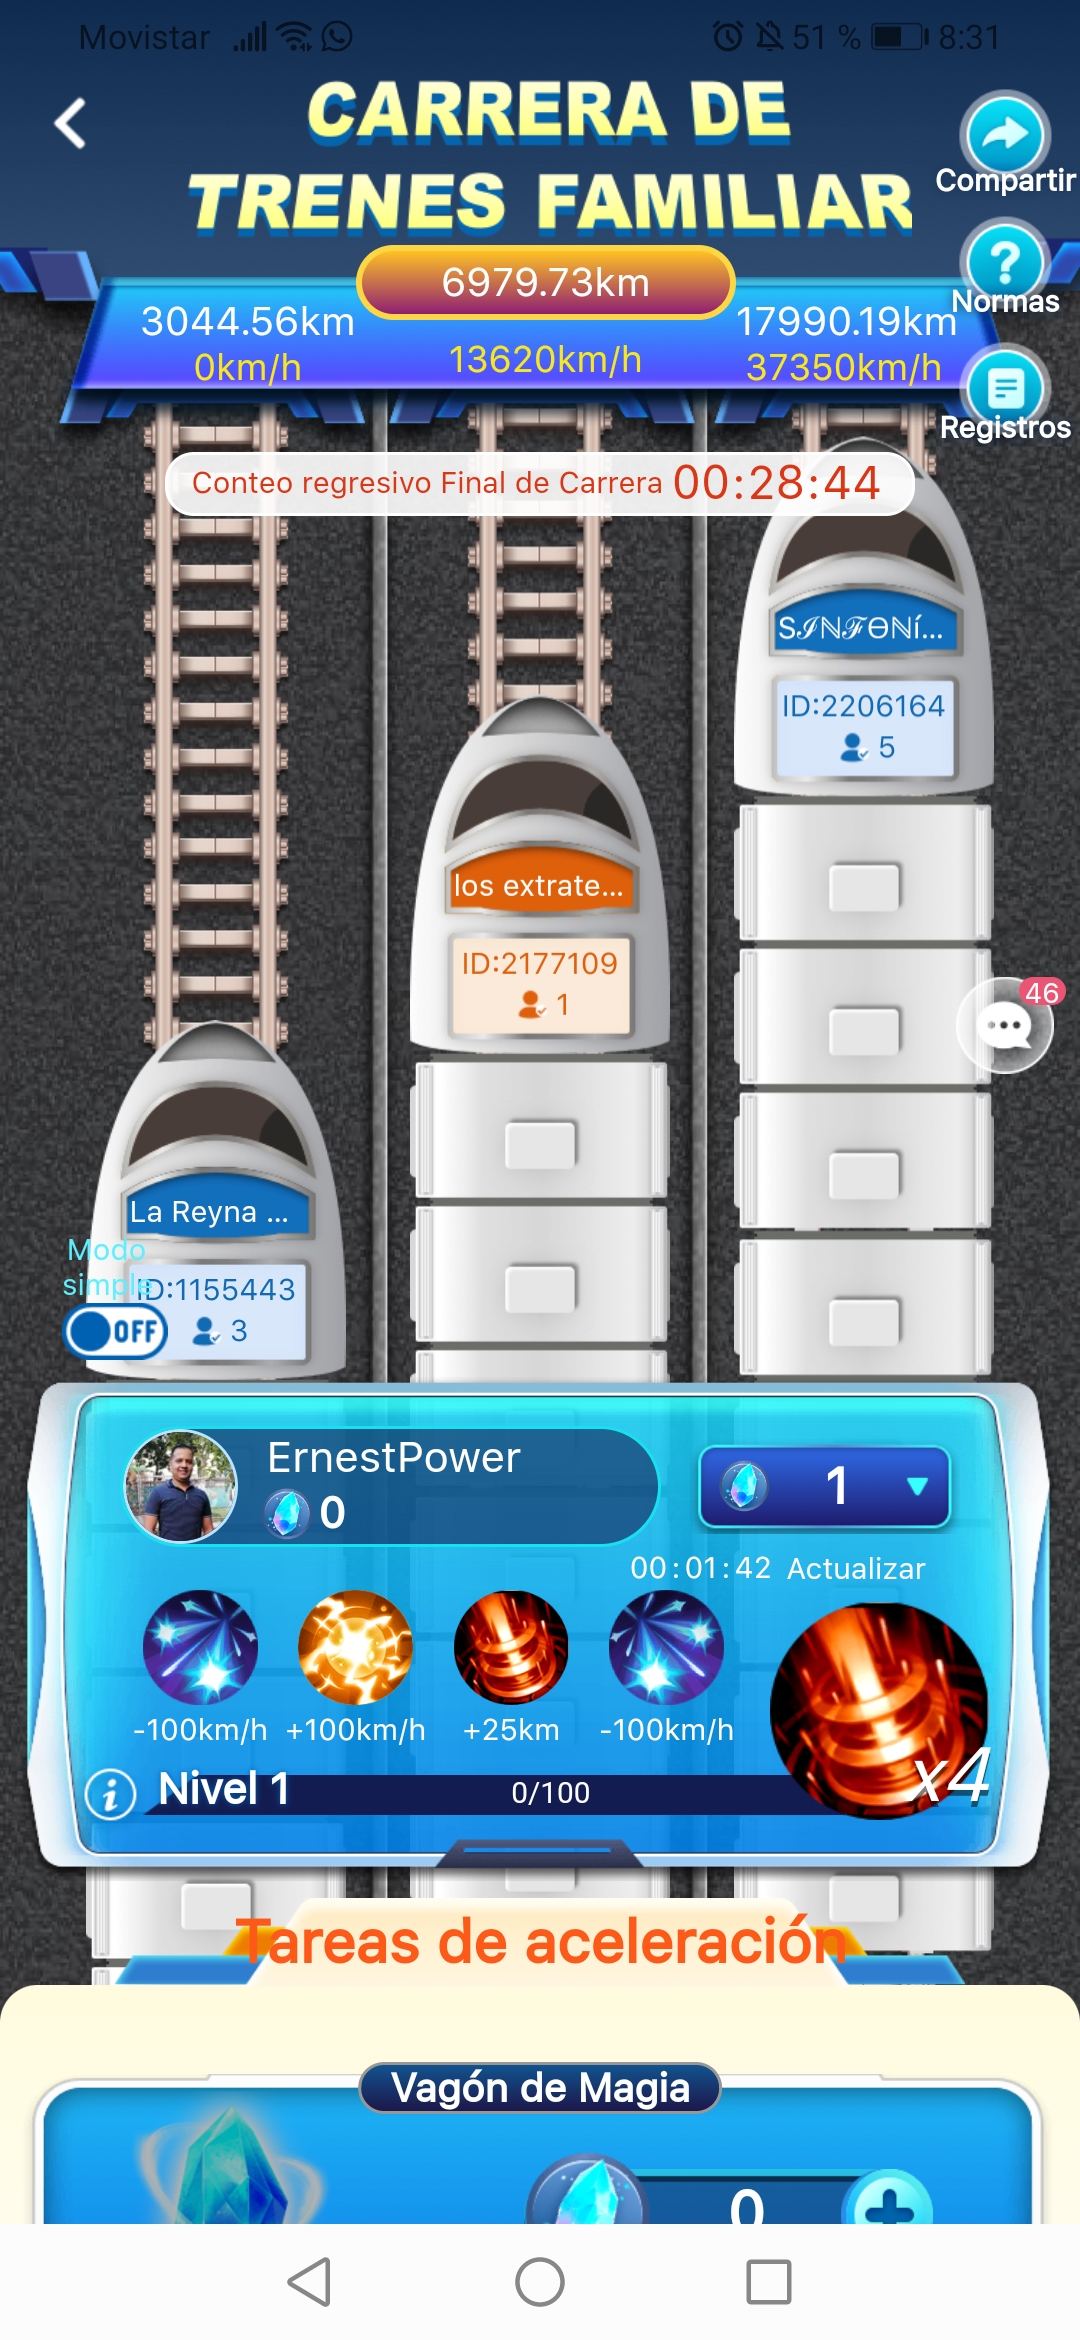 Movistar 51 % 8:31
CARRERA DE
TRENES FAMILIAR
Compartir
Normas
Registros
6979.73km
3044.56km 17990.19km
0km/h 13620km/h 37350km/h
Conteo regresivo Final de Carrera 00:28:44
SℐNℱƟNí...
ID:2206164
5
los extrate...
ID:2177109
1
46
La Reyna ...
Modo
simple
ID:1155443
OFF
3
ErnestPower
0
1
00:01:42 Actualizar
-100km/h +100km/h +25km -100km/h
x4
Nivel 1 0/100
Tareas de aceleración
Vagón de Magia
0